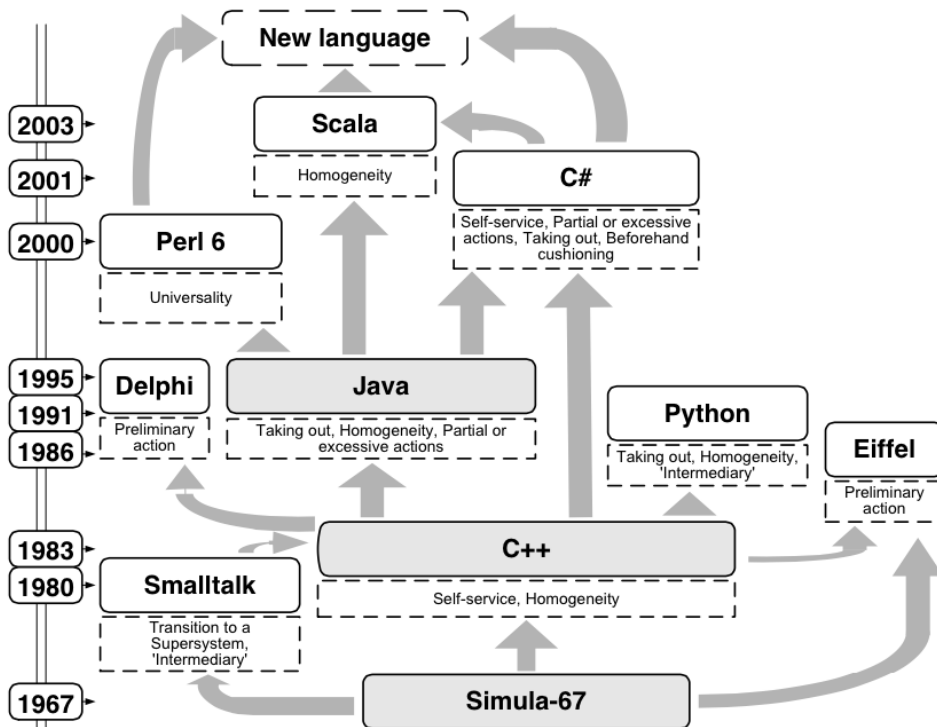 New language
2003
Scala
Homogeneity
2001
C#
Self-service, Partial or excessive
actions, Taking out, Beforehand
cushioning
2000
Perl 6
Universality
1995
Delphi
Preliminary
action
Java
Taking out, Homogeneity, Partial or
excessive actions
1991
Python
Taking out, Homogeneity,
'Intermediary'
1986
Eiffel
Preliminary
action
1983
C++
Self-service, Homogeneity
1980
Smalltalk
Transition to a
Supersystem,
'Intermediary'
1967
Simula-67